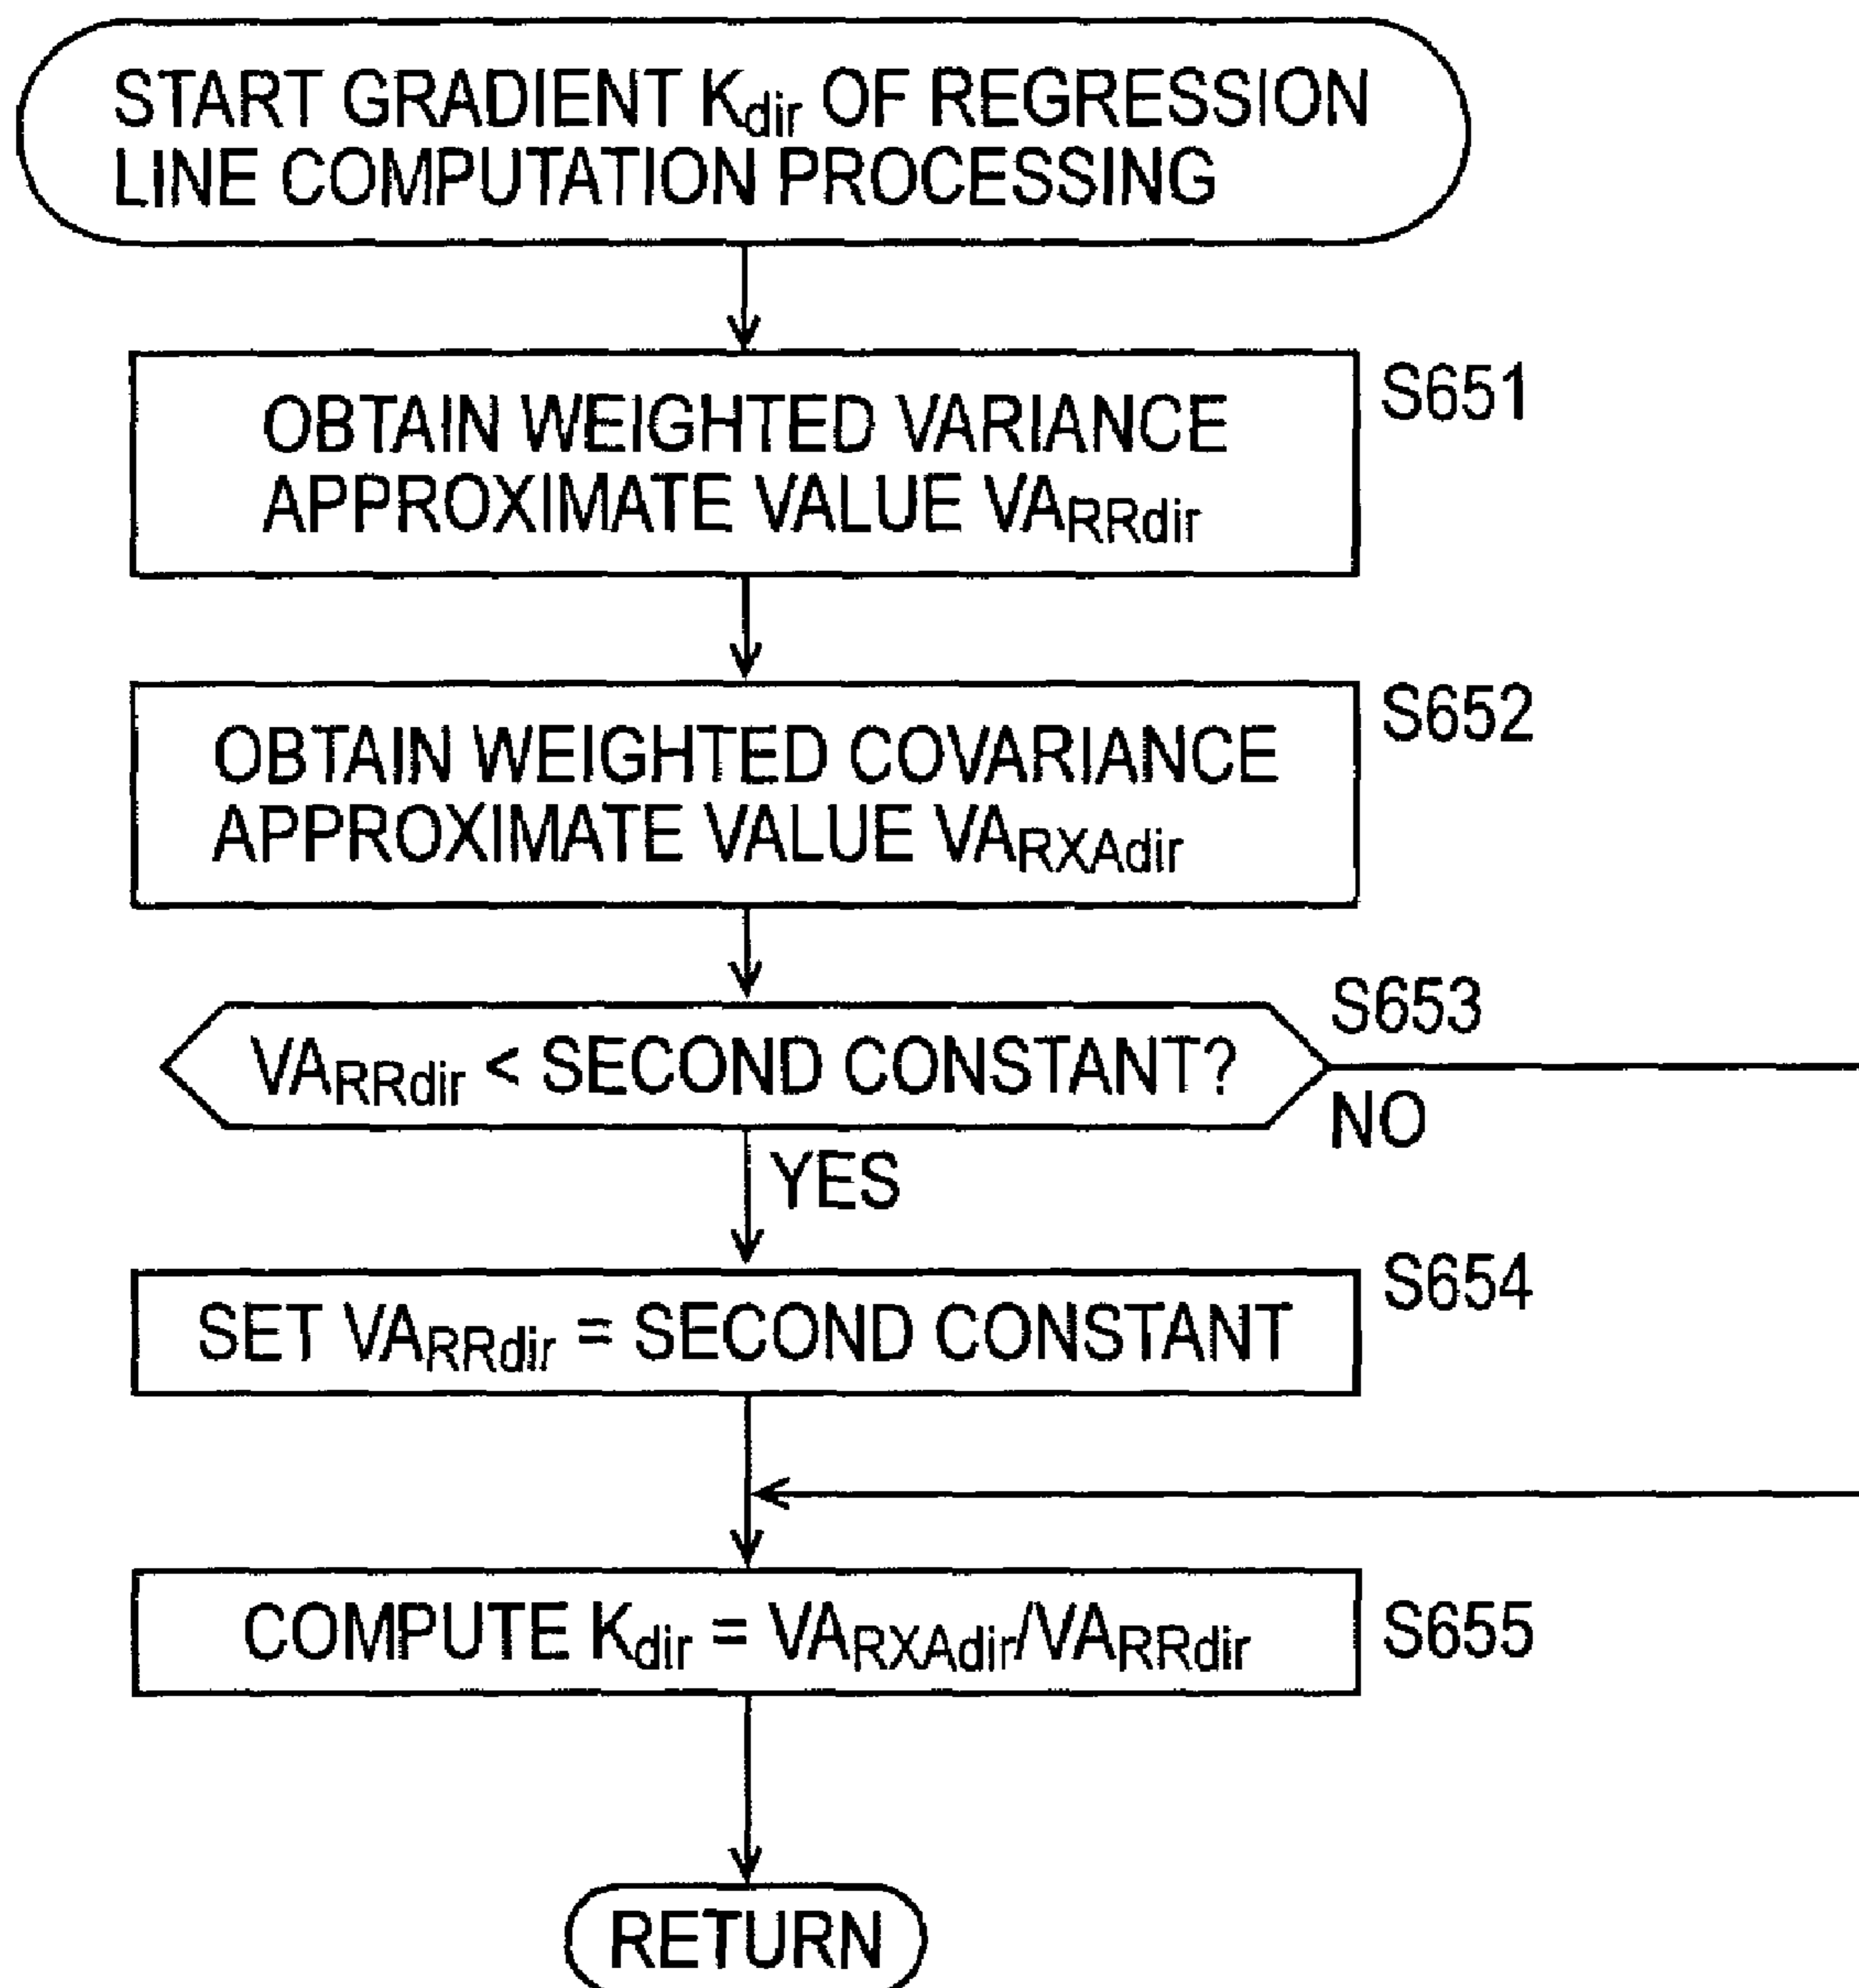 START GRADIENT Kdir OF REGRESSION
LINE COMPUTATION PROCESSING
OBTAIN WEIGHTED VARIANCE
APPROXIMATE VALUE VARRdir
S651
OBTAIN WEIGHTED COVARIANCE
APPROXIMATE VALUE VARXAdir
S652
VARRdir < SECOND CONSTANT?
S653
NO
YES
SET VARRdir = SECOND CONSTANT
S654
COMPUTE Kdir = VARXAdir/VARRdir
S655
RETURN